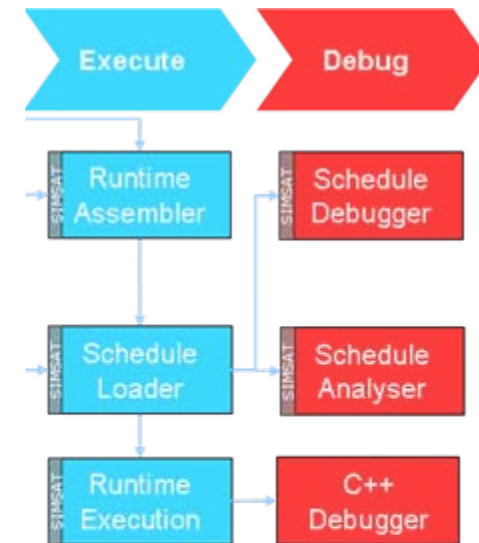 Execute
Debug
SIMSAT
Runtime
Assembler
SIMSAT
Schedule
Debugger
SIMSAT
Schedule
Loader
SIMSAT
Schedule
Analyser
SIMSAT
Runtime
Execution
C++
Debugger